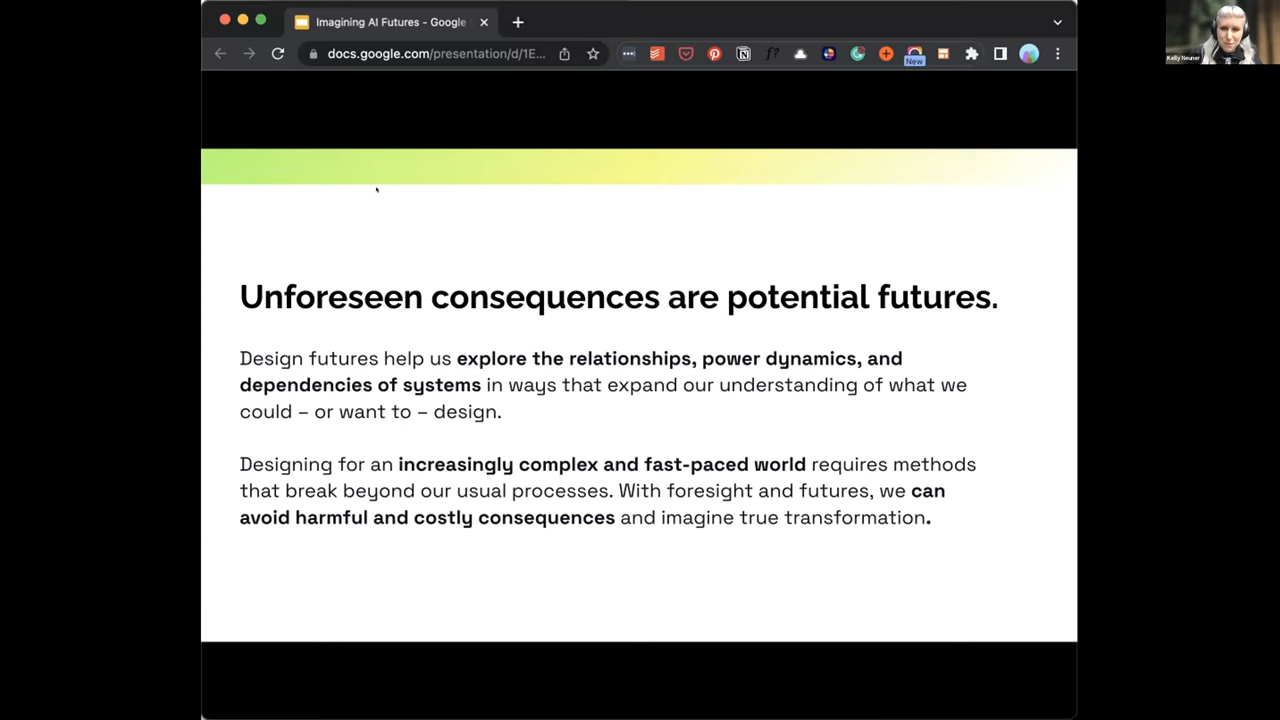 Imagining AI Futures - Google
docs.google.com/presentation/d/1E...
New
Kelly Neuner
Unforeseen consequences are potential futures.
Design futures help us explore the relationships, power dynamics, and
dependencies of systems in ways that expand our understanding of what we
could – or want to – design.
Designing for an increasingly complex and fast-paced world requires methods
that break beyond our usual processes. With foresight and futures, we can
avoid harmful and costly consequences and imagine true transformation.